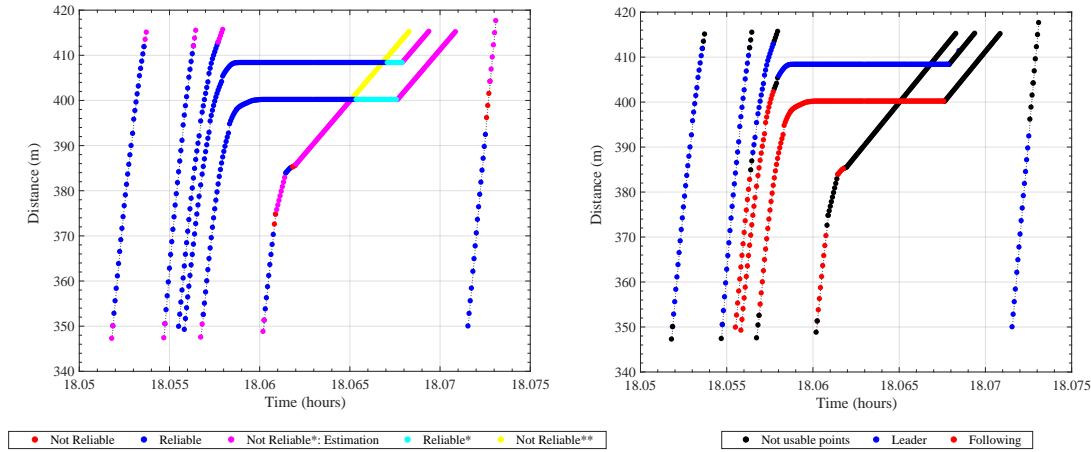 420
410
400
390
380
370
360
350
340
Distance (m)
18.05
18.055
18.06
18.065
18.07
18.075
Time (hours)
Not Reliable
Reliable
Not Reliable*: Estimation
Reliable*
Not Reliable**
420
410
400
390
380
370
360
350
340
Distance (m)
18.05
18.055
18.06
18.065
18.07
18.075
Time (hours)
Not usable points
Leader
Following